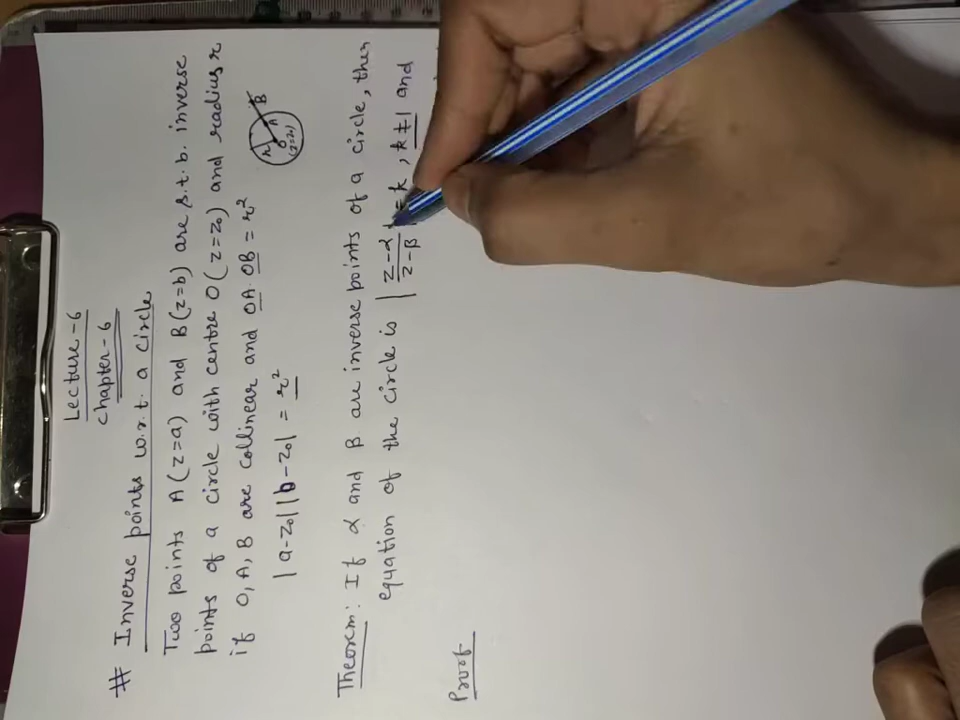 Lecture-6
Chapter-6
# Inverse points w.r.t. a circle
Two points A(z=a) and B(z=b) are s.t.b. inverse
points of a circle with centre O(z=z₀) and radius r
if O, A, B are collinear and OA·OB = r²
r A B
O
(z=z₀)
|a-z₀||b-z₀| = r²
Theorem: If α and β are inverse points of a circle, then
equation of the circle is |z-α/z-β| = k, k≠1 and
Proof